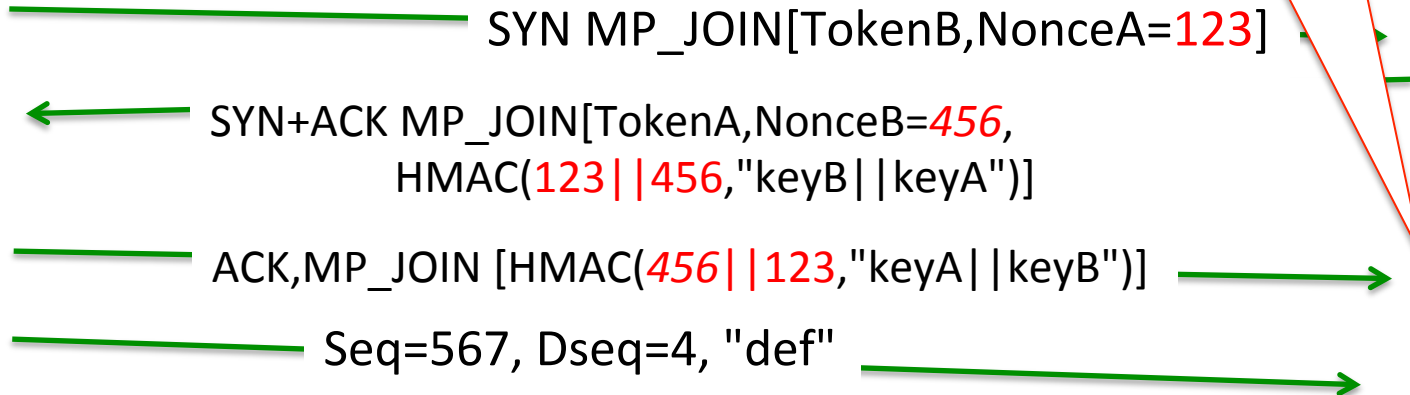 SYN MP_JOIN[TokenB,NonceA=123]
SYN+ACK MP_JOIN[TokenA,NonceB=456,
HMAC(123||456,"keyB||keyA")]
ACK,MP_JOIN [HMAC(456||123,"keyA||keyB")]
Seq=567, Dseq=4, "def"